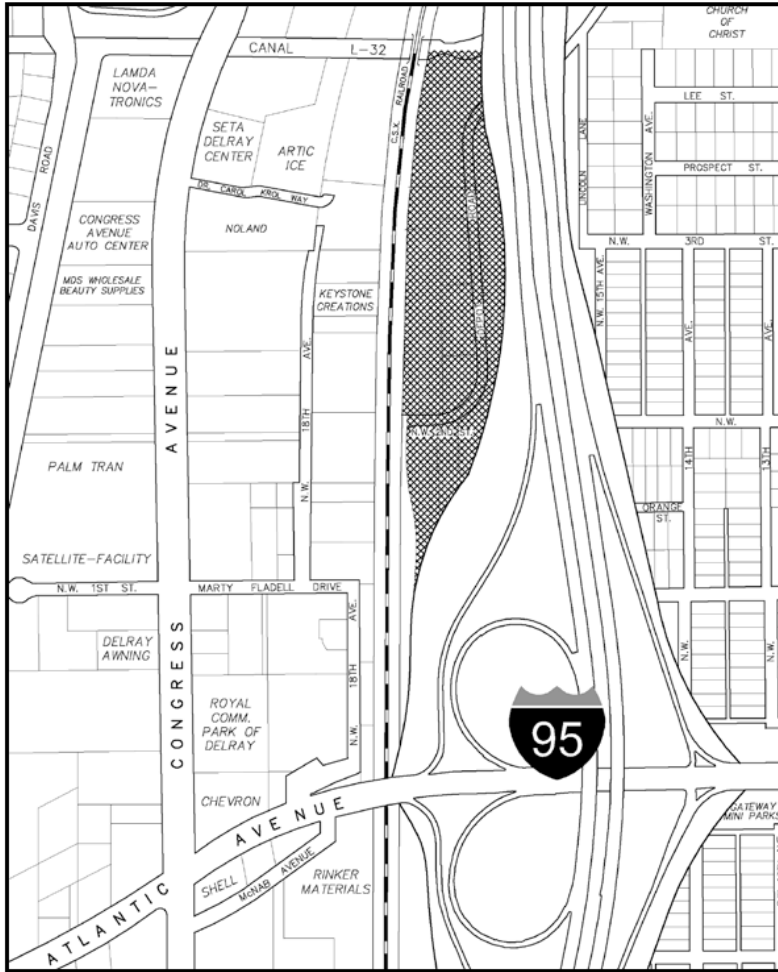 CHURCH
OF
CHRIST
CANAL L-32
LAMDA
NOVA-
TRONICS
C.S.X. RAILROAD
LEE ST.
SETA
DELRAY
CENTER
ARTIC
ICE
LINCOLN LANE
WASHINGTON AVE.
DAVIS ROAD
PROSPECT ST.
DR. CAROL KROL WAY
CONGRESS
AVENUE
AUTO CENTER
NOLAND
DEPOT ROAD
N.W. 3RD ST.
MDS WHOLESALE
BEAUTY SUPPLIES
KEYSTONE
CREATIONS
N.W. 15TH AVE.
AVE.
AVE.
CONGRESS AVENUE
N.W. 18TH AVE.
N.W.
14TH
13TH
PALM TRAN
ORANGE
ST.
SATELLITE-FACILITY
N.W. 1ST ST.
MARTY FLADELL DRIVE
DELRAY
AWNING
N.W. 18TH AVE.
N.W.
N.W.
ROYAL
COMM.
PARK OF
DELRAY
95
CHEVRON
GATEWAY
MINI PARKS
ATLANTIC AVENUE
SHELL
McNAB AVENUE
RINKER
MATERIALS